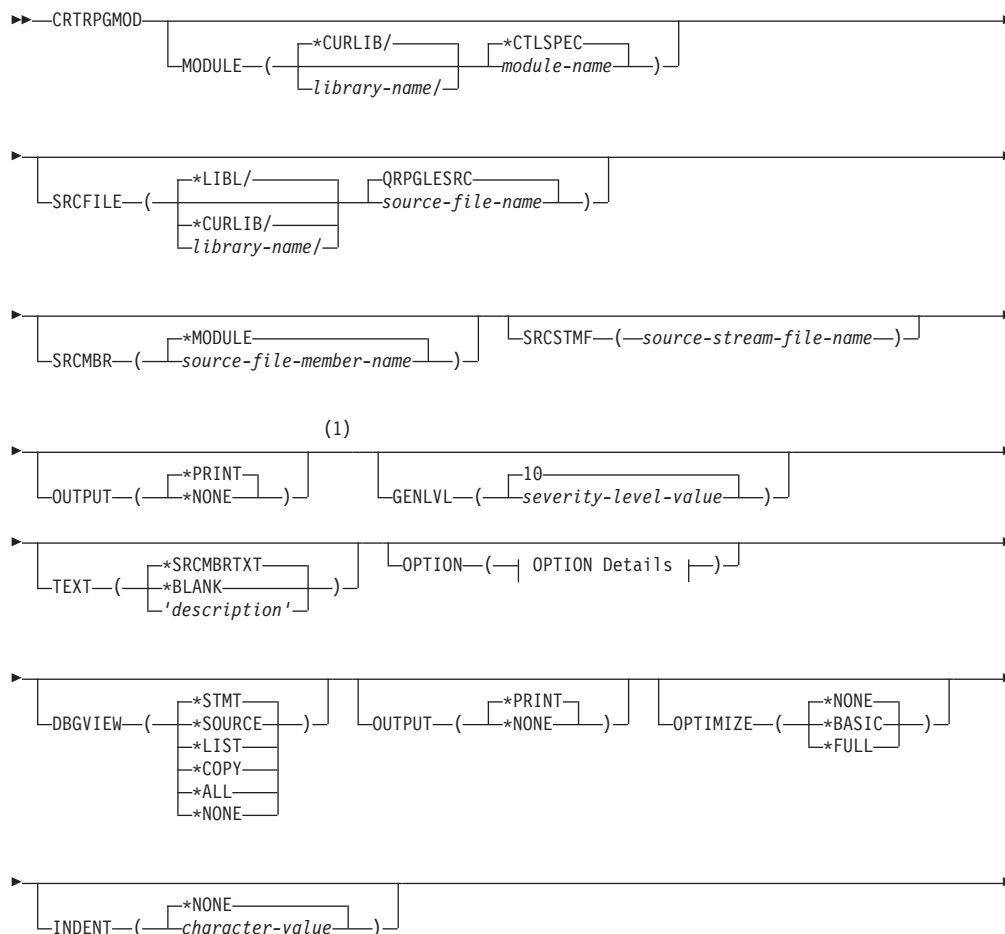 CRTRPGMOD
*CURLIB/ *CTLSPEC
MODULE ( library-name/ module-name )
*LIBL/ QRPGLESRC
SRCFILE ( *CURLIB/ source-file-name )
library-name/
*MODULE SRCSTMF ( source-stream-file-name )
SRCMBR ( source-file-member-name )
(1)
*PRINT 10
OUTPUT ( *NONE ) GENLVL ( severity-level-value )
*SRCMBRTXT OPTION ( OPTION Details )
TEXT ( *BLANK )
'description'
*STMT *PRINT *NONE
DBGVIEW ( *SOURCE ) OUTPUT ( *NONE ) OPTIMIZE ( *BASIC )
*LIST *FULL
*COPY
*ALL
*NONE
*NONE
INDENT ( character-value )